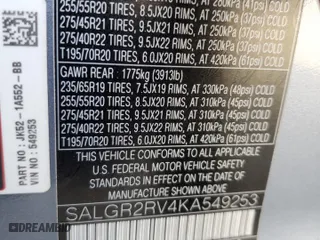 255/55R20 TIRES, 8.5JX20 RIMS, AT 250kPa (37psi) COLD
275/45R21 TIRES, 9.5JX21 RIMS, AT 250kPa (37psi) COLD
275/40R22 TIRES, 9.5JX22 RIMS, AT 250kPa (37psi) COLD
T195/70R20 TIRES, 6.0JX20 RIMS, AT 420kPa (61psi) COLD
GAWR REAR: 1775kg (3913lb)
235/65R19 TIRES, 7.5JX19 RIMS, AT 330kPa (48psi) COLD
255/55R20 TIRES, 8.5JX20 RIMS, AT 310kPa (45psi) COLD
275/45R21 TIRES, 9.5JX21 RIMS, AT 310kPa (45psi) COLD
275/40R22 TIRES, 9.5JX22 RIMS, AT 310kPa (45psi) COLD
T195/70R20 TIRES, 6.0JX20 RIMS, AT 420kPa (61psi) COLD
THIS VEHICLE CONFORMS TO ALL APPLICABLE
U.S. FEDERAL MOTOR VEHICLE SAFETY
STANDARDS IN EFFECT ON THE DATE OF
MANUFACTURE SHOWN ABOVE.
SALGR2RV4KA549253
PART NO : JK52-1A552-BB
VIN : 549253
DREAMBID